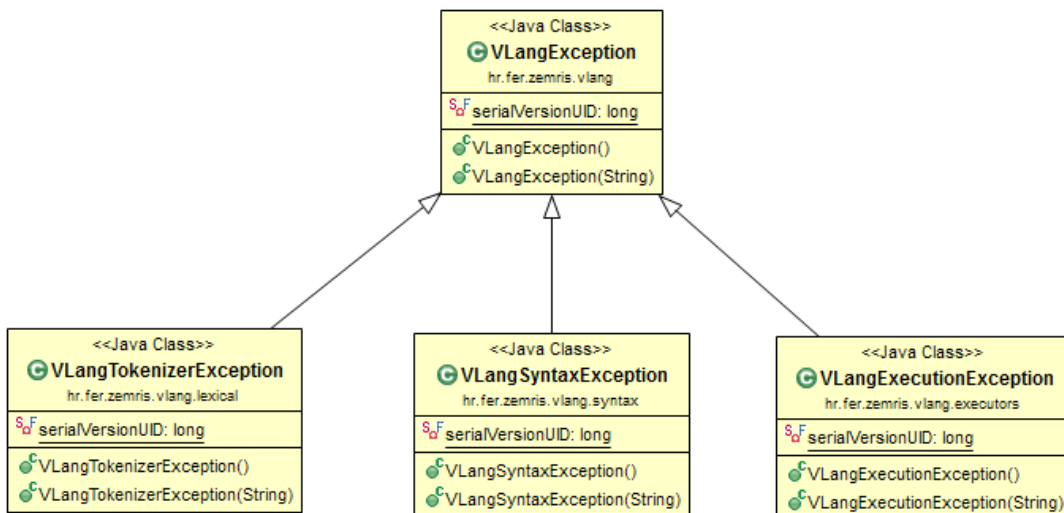 <<Java Class>>
VLangException
hr.fer.zemris.vlang
serialVersionUID: long
VLangException()
VLangException(String)
<<Java Class>>
VLangTokenizerException
hr.fer.zemris.vlang.lexical
serialVersionUID: long
VLangTokenizerException()
VLangTokenizerException(String)
<<Java Class>>
VLangSyntaxException
hr.fer.zemris.vlang.syntax
serialVersionUID: long
VLangSyntaxException()
VLangSyntaxException(String)
<<Java Class>>
VLangExecutionException
hr.fer.zemris.vlang.executors
serialVersionUID: long
VLangExecutionException()
VLangExecutionException(String)